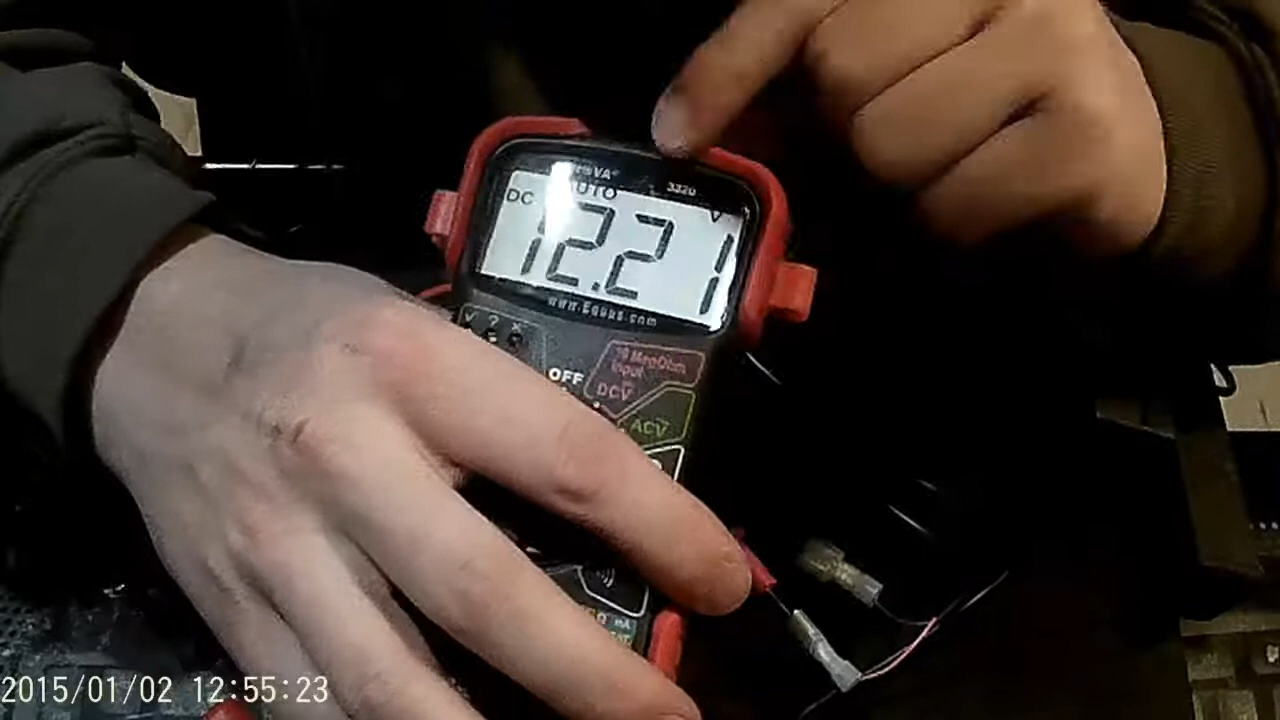 3320
DC AUTO V
12.21
www.Equus.com
V ? x
OFF
10 MegOhm
Input
DCV
ACV
mA
2015/01/02 12:55:23